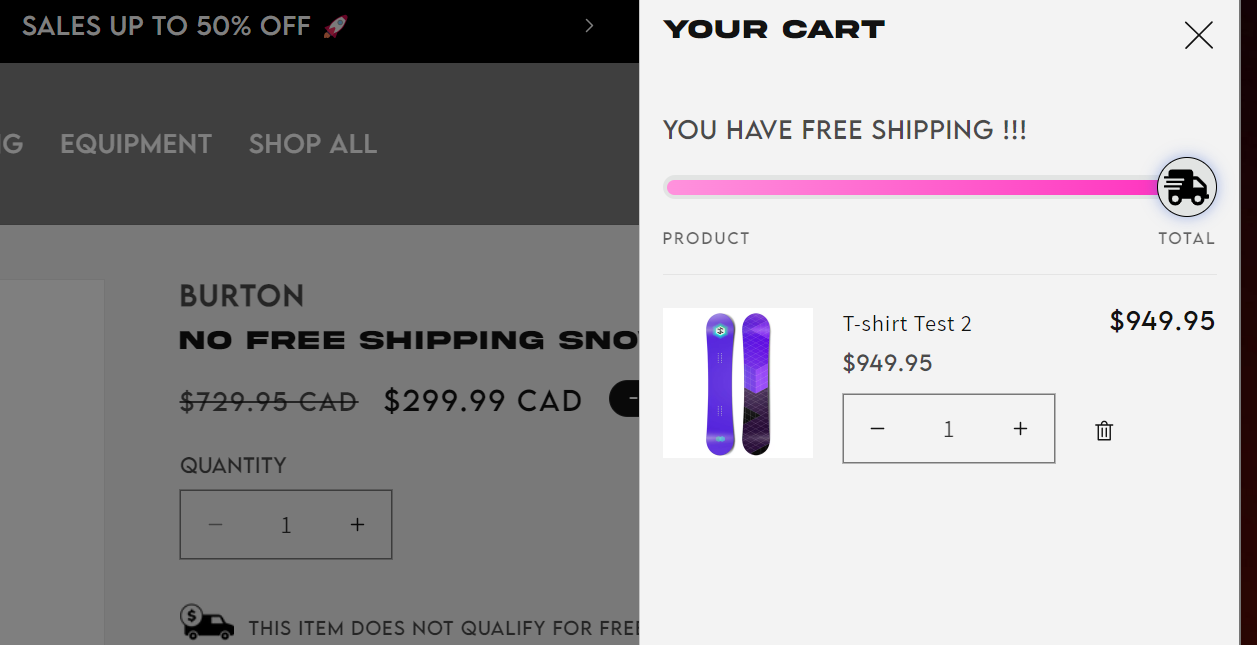 SALES UP TO 50% OFF 🚀
EQUIPMENT SHOP ALL
BURTON
NO FREE SHIPPING
$729.95 CAD $299.99 CAD
QUANTITY
− 1 +
$
THIS ITEM DOES NOT QUALIFY FOR FREE
YOUR CART
YOU HAVE FREE SHIPPING !!!
PRODUCT TOTAL
T-shirt Test 2 $949.95
$949.95
− 1 +